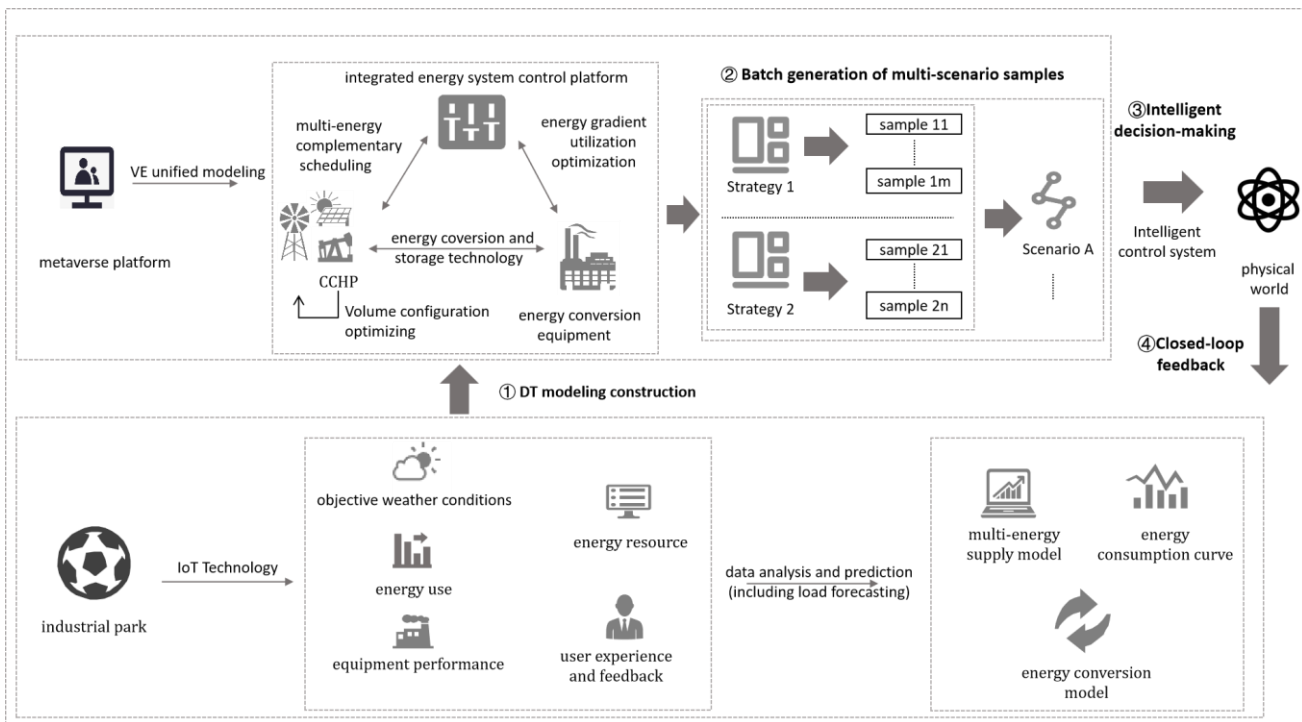 integrated energy system control platform
multi-energy
complementary
scheduling
energy gradient
utilization
optimization
VE unified modeling
metaverse platform
energy coversion and
storage technology
CCHP
Volume configuration
optimizing
energy conversion
equipment
② Batch generation of multi-scenario samples
Strategy 1
sample 11
sample 1m
Strategy 2
sample 21
sample 2n
Scenario A
③Intelligent
decision-making
Intelligent
control system
physical
world
④Closed-loop
feedback
① DT modeling construction
industrial park
IoT Technology
objective weather conditions
energy resource
energy use
equipment performance
user experience
and feedback
data analysis and prediction
(including load forecasting)
multi-energy
supply model
energy
consumption curve
energy conversion
model